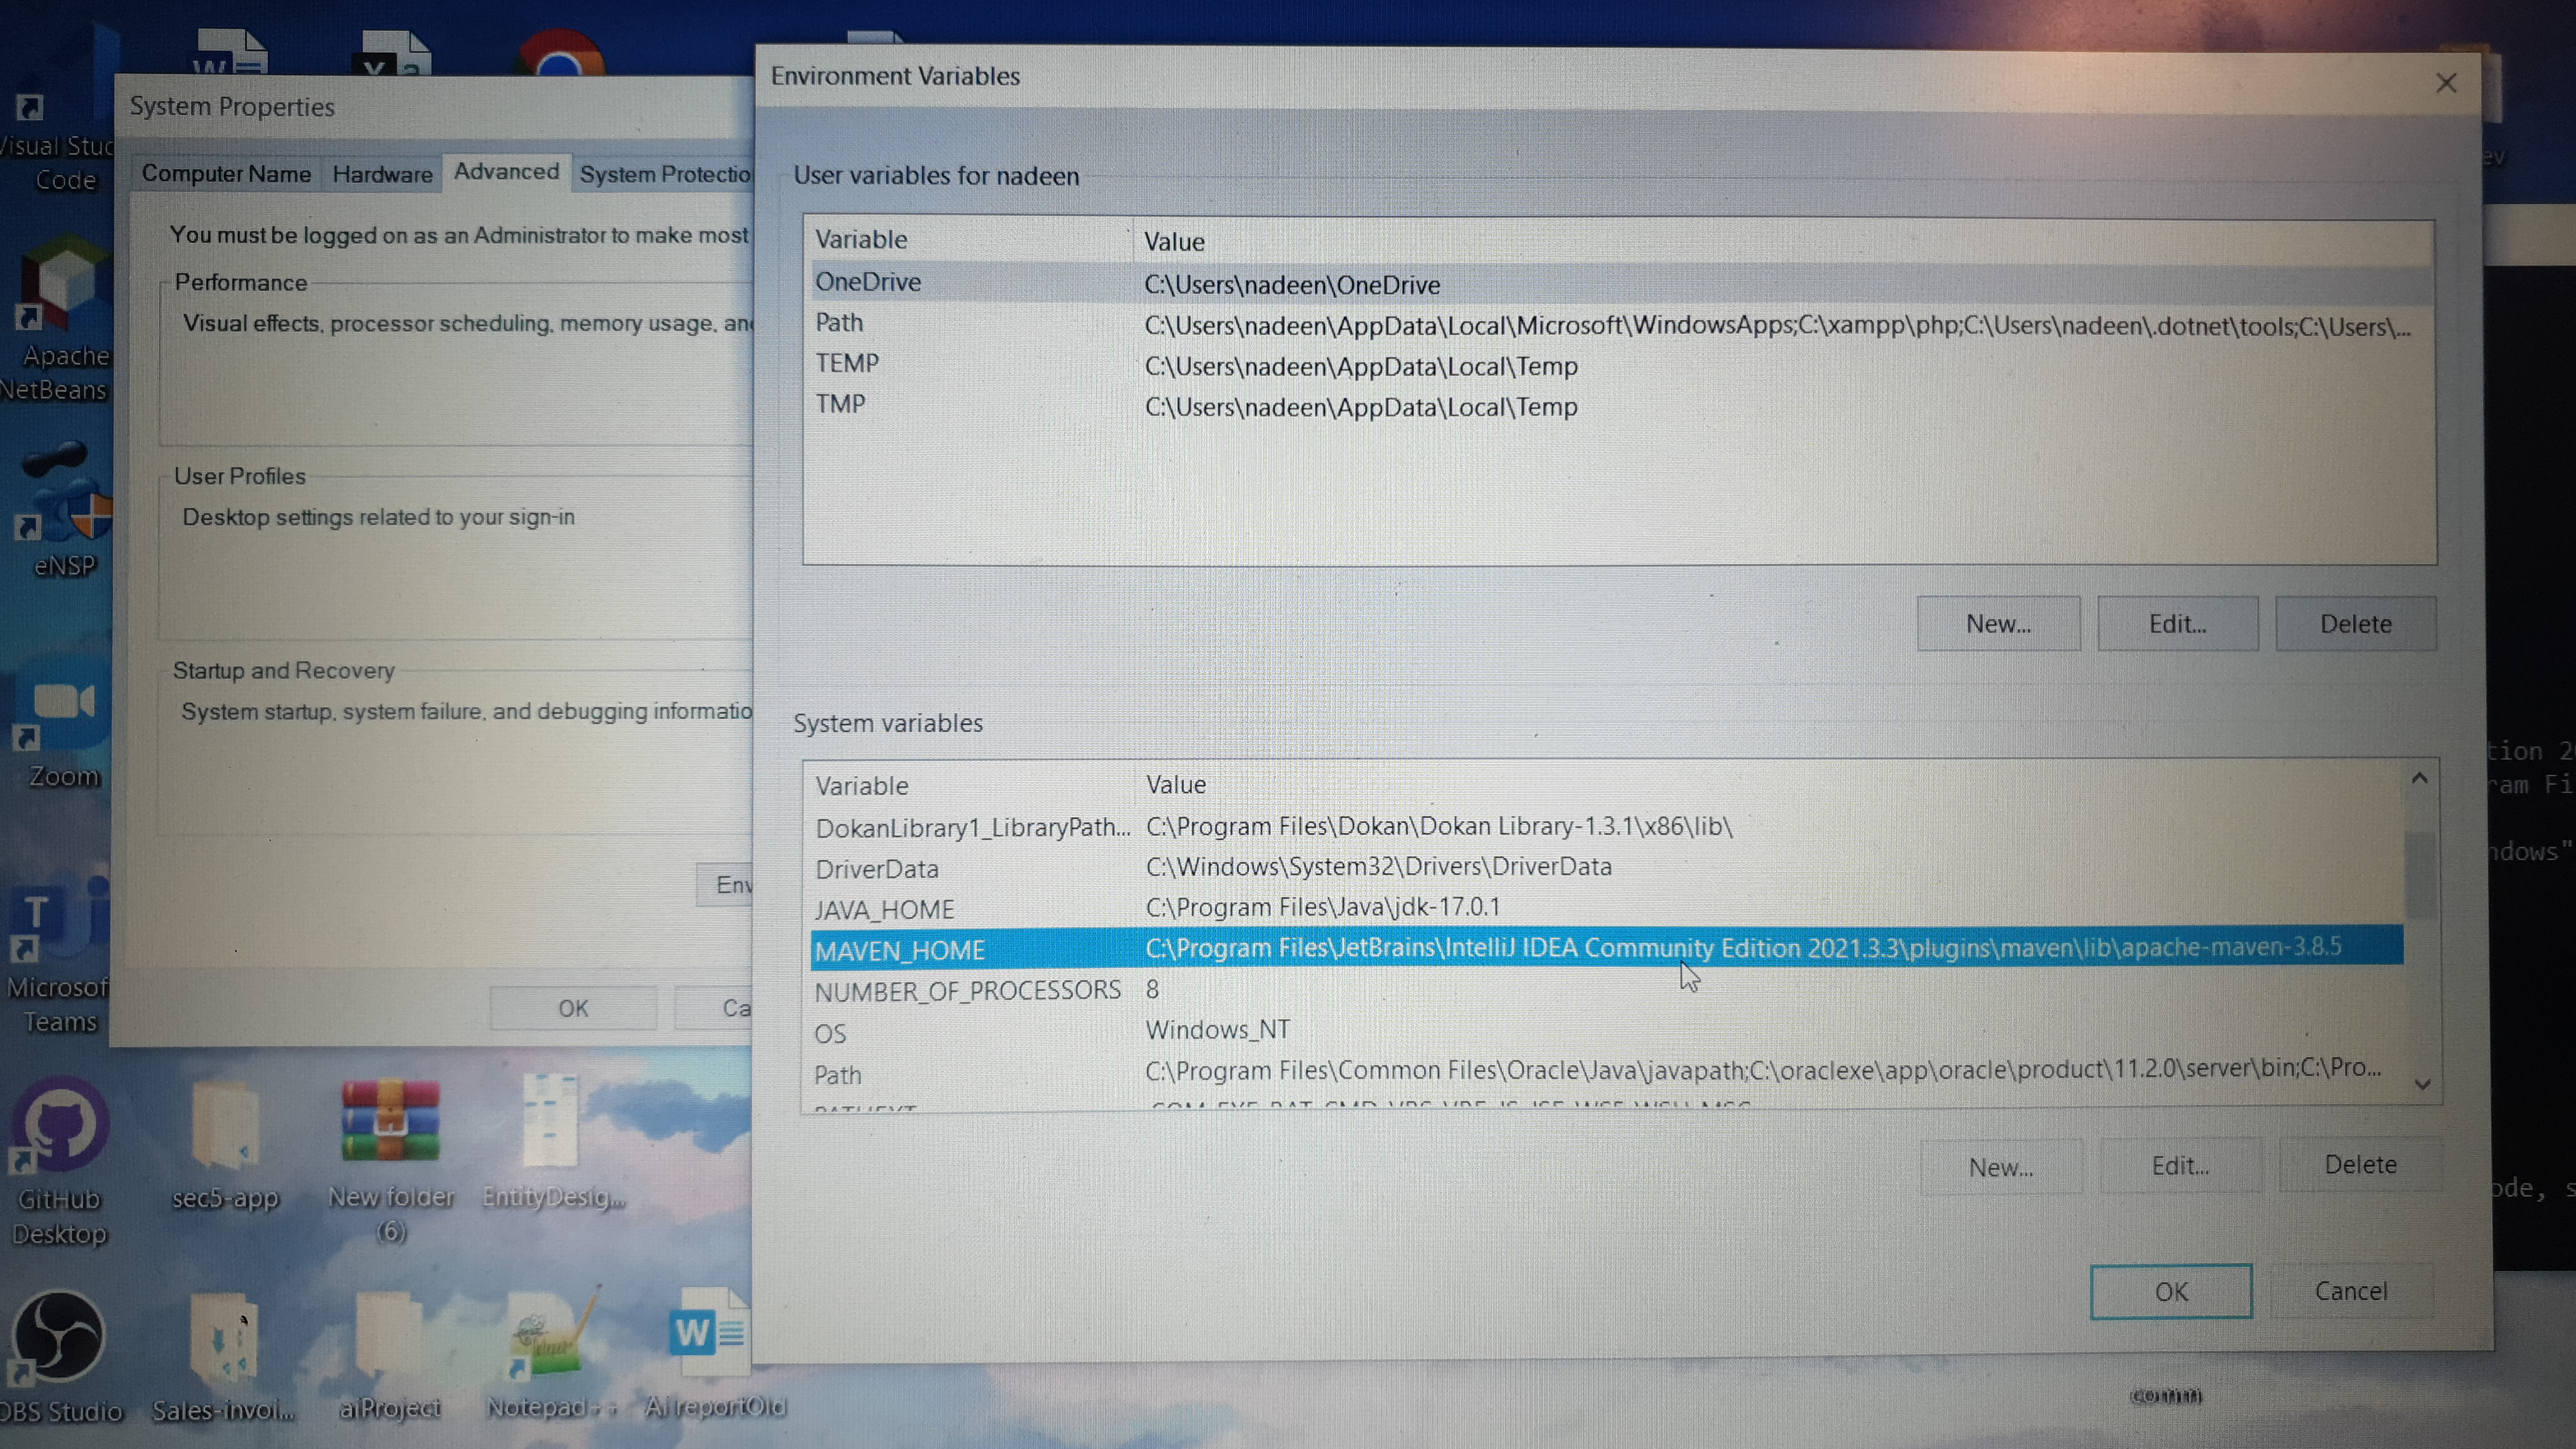 System Properties
Computer Name
Hardware
Advanced
System Protectio
You must be logged on as an Administrator to make most
Performance
Visual effects, processor scheduling, memory usage, an
User Profiles
Desktop settings related to your sign-in
Startup and Recovery
System startup, system failure, and debugging informatio
Env
OK
Ca
Environment Variables
User variables for nadeen
Variable Value
OneDrive C:\Users\nadeen\OneDrive
Path C:\Users\nadeen\AppData\Local\Microsoft\WindowsApps;C:\xampp\php;C:\Users\nadeen\.dotnet\tools;C:\Users\...
TEMP C:\Users\nadeen\AppData\Local\Temp
TMP C:\Users\nadeen\AppData\Local\Temp
New... Edit... Delete
System variables
Variable Value
DokanLibrary1_LibraryPath... C:\Program Files\Dokan\Dokan Library-1.3.1\x86\lib\
DriverData C:\Windows\System32\Drivers\DriverData
JAVA_HOME C:\Program Files\Java\jdk-17.0.1
MAVEN_HOME C:\Program Files\JetBrains\IntelliJ IDEA Community Edition 2021.3.3\plugins\maven\lib\apache-maven-3.8.5
NUMBER_OF_PROCESSORS 8
OS Windows_NT
Path C:\Program Files\Common Files\Oracle\Java\javapath;C:\oraclexe\app\oracle\product\11.2.0\server\bin;C:\Pro...
New... Edit... Delete
OK Cancel
Visual Stud
Code
Apache
NetBeans
eNSP
Zoom
Microsof
Teams
GitHub
Desktop
sec5-app
New folder
(6)
EntityDesig...
OBS Studio
Sales-invoi...
aiProject
Notepad++
Ai reportOld
comm
ev
tion 2
ram Fi
ndows"
ode, s